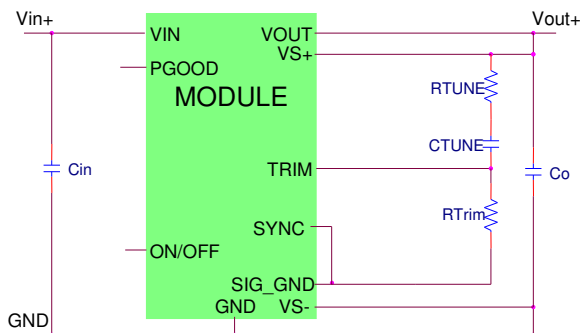 Vin+
Vout+
VIN
VOUT
VS+
PGOOD
RTUNE
MODULE
CTUNE
TRIM
Cin
Co
RTrim
SYNC
ON/OFF
SIG_GND
GND
GND
VS-